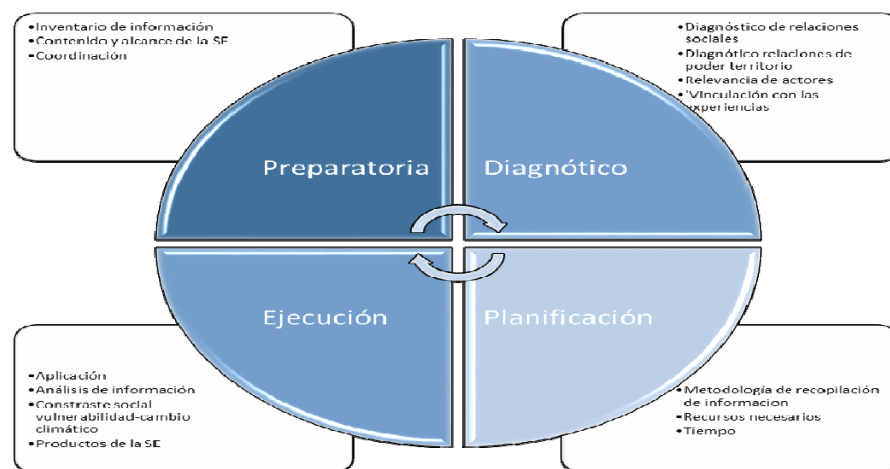 •Inventario de información
•Contenido y alcance de la SE
•Coordinación
•Diagnóstico de relaciones
sociales
•Diagnótico relaciones de
poder territorio
•Relevancia de actores
•'Vinculación con las
experiencias
Preparatoria
Diagnótico
Ejecución
Planificación
•Aplicación
•Análisis de información
•Constraste social
vulnerabilidad-cambio
climático
•Productos de la SE
•Metodología de recopilación
de informacion
•Recursos necesarios
•Tiempo